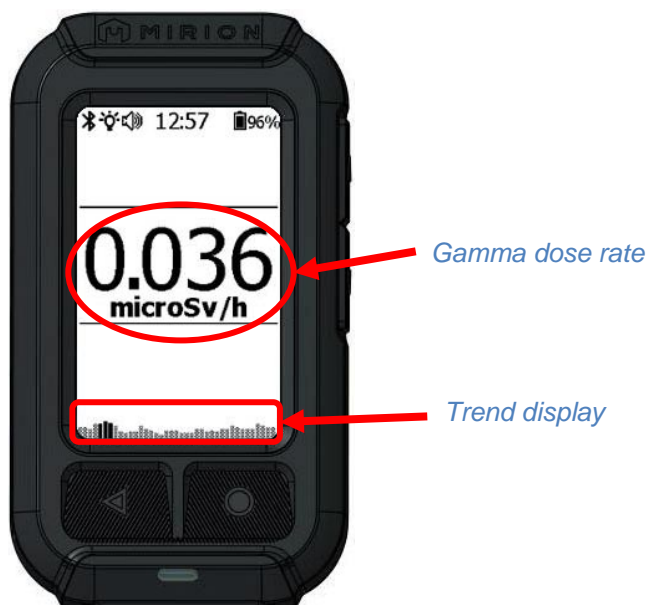 MIRION
12:57 96%
0.036
microSv/h
Gamma dose rate
Trend display